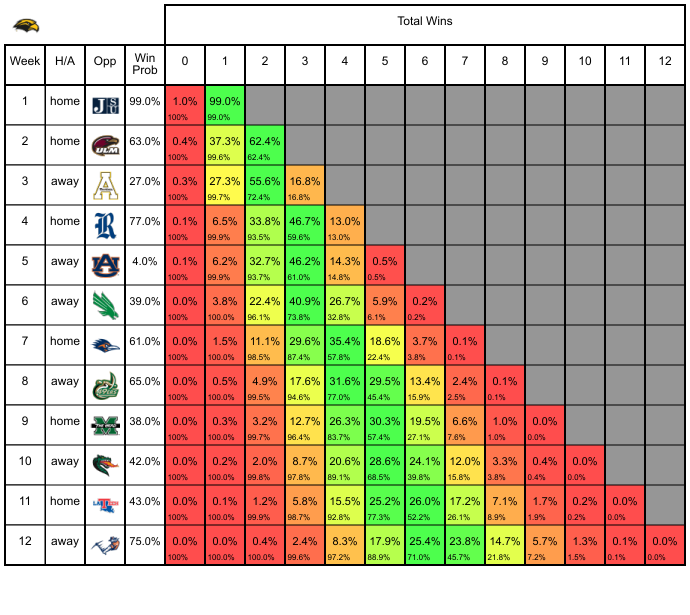 Total Wins
Week H/A Opp Win Prob 0 1 2 3 4 5 6 7 8 9 10 11 12
1 home JSU 99.0% 1.0% 99.0%
100% 99.0%
2 home ULM 63.0% 0.4% 37.3% 62.4%
100% 99.6% 62.4%
3 away A 27.0% 0.3% 27.3% 55.6% 16.8%
100% 99.7% 72.4% 16.8%
4 home R 77.0% 0.1% 6.5% 33.8% 46.7% 13.0%
100% 99.9% 93.5% 59.6% 13.0%
5 away AU 4.0% 0.1% 6.2% 32.7% 46.2% 14.3% 0.5%
100% 99.9% 93.7% 61.0% 14.8% 0.5%
6 away 39.0% 0.0% 3.8% 22.4% 40.9% 26.7% 5.9% 0.2%
100% 100.0% 96.1% 73.8% 32.8% 6.1% 0.2%
7 home 61.0% 0.0% 1.5% 11.1% 29.6% 35.4% 18.6% 3.7% 0.1%
100% 100.0% 98.5% 87.4% 57.8% 22.4% 3.8% 0.1%
8 away 65.0% 0.0% 0.5% 4.9% 17.6% 31.6% 29.5% 13.4% 2.4% 0.1%
100% 100.0% 99.5% 94.6% 77.0% 45.4% 15.9% 2.5% 0.1%
9 home M 38.0% 0.0% 0.3% 3.2% 12.7% 26.3% 30.3% 19.5% 6.6% 1.0% 0.0%
100% 100.0% 99.7% 96.4% 83.7% 57.4% 27.1% 7.6% 1.0% 0.0%
10 away 42.0% 0.0% 0.2% 2.0% 8.7% 20.6% 28.6% 24.1% 12.0% 3.3% 0.4% 0.0%
100% 100.0% 99.8% 97.8% 89.1% 68.5% 39.8% 15.8% 3.8% 0.4% 0.0%
11 home 43.0% 0.0% 0.1% 1.2% 5.8% 15.5% 25.2% 26.0% 17.2% 7.1% 1.7% 0.2% 0.0%
100% 100.0% 99.9% 98.7% 92.8% 77.3% 52.2% 26.1% 8.9% 1.9% 0.2% 0.0%
12 away 75.0% 0.0% 0.0% 0.4% 2.4% 8.3% 17.9% 25.4% 23.8% 14.7% 5.7% 1.3% 0.1% 0.0%
100% 100.0% 100.0% 99.6% 97.2% 88.9% 71.0% 45.7% 21.8% 7.2% 1.5% 0.1% 0.0%